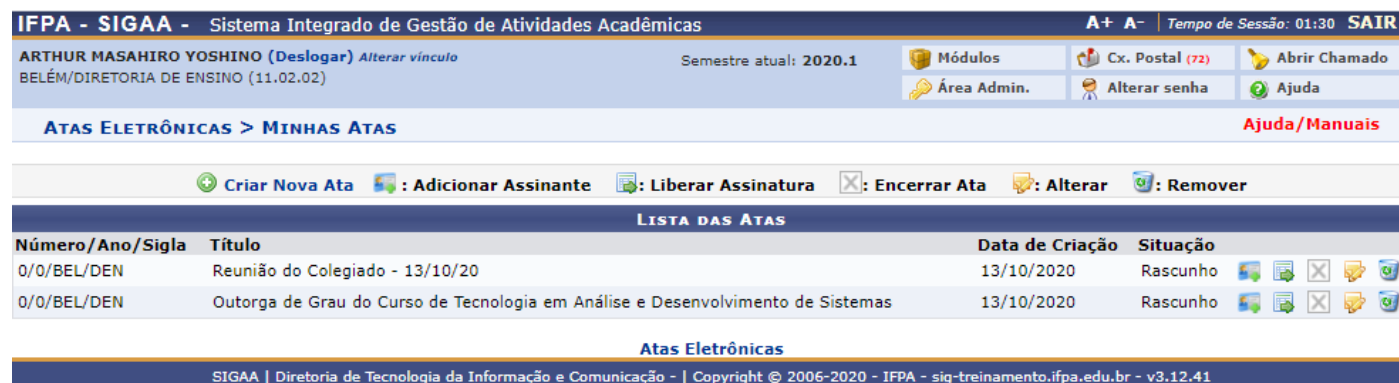 IFPA - SIGAA - Sistema Integrado de Gestão de Atividades Acadêmicas A+ A- Tempo de Sessão: 01:30 SAIR
ARTHUR MASAHIRO YOSHINO (Deslogar) Alterar vínculo Semestre atual: 2020.1 Módulos Cx. Postal (72) Abrir Chamado
BELÉM/DIRETORIA DE ENSINO (11.02.02) Área Admin. Alterar senha Ajuda
ATAS ELETRÔNICAS > MINHAS ATAS Ajuda/Manuais
Criar Nova Ata : Adicionar Assinante : Liberar Assinatura : Encerrar Ata : Alterar : Remover
LISTA DAS ATAS
Número/Ano/Sigla Título Data de Criação Situação
0/0/BEL/DEN Reunião do Colegiado - 13/10/20 13/10/2020 Rascunho
0/0/BEL/DEN Outorga de Grau do Curso de Tecnologia em Análise e Desenvolvimento de Sistemas 13/10/2020 Rascunho
Atas Eletrônicas
SIGAA | Diretoria de Tecnologia da Informação e Comunicação - | Copyright © 2006-2020 - IFPA - sig-treinamento.ifpa.edu.br - v3.12.41